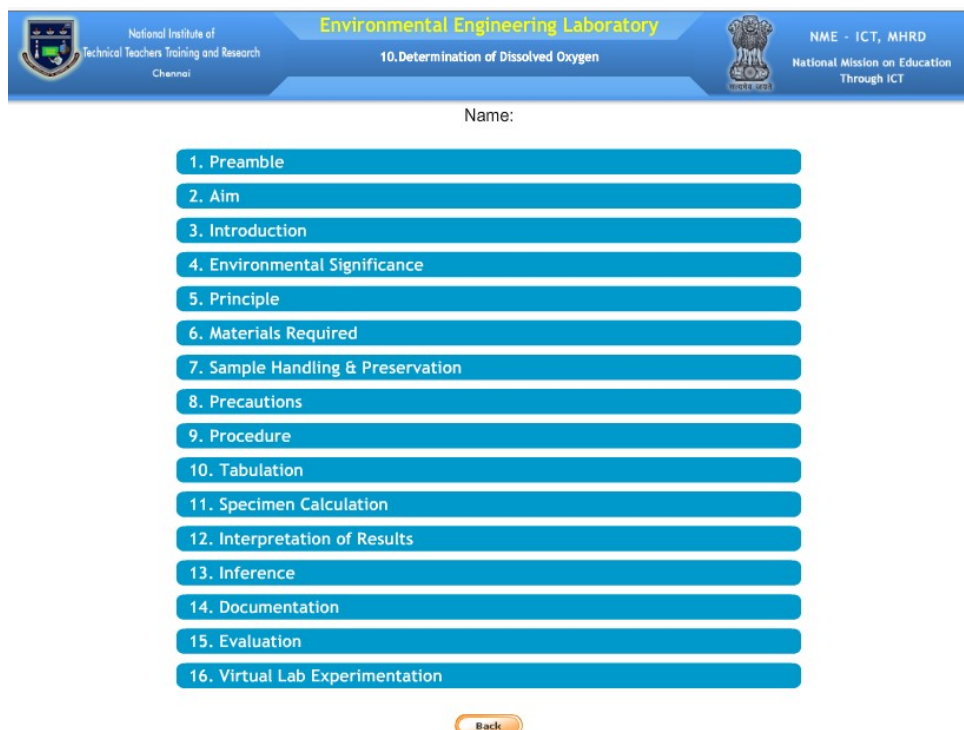 National Institute of
Technical Teachers Training and Research
Chennai
Environmental Engineering Laboratory
10.Determination of Dissolved Oxygen
सत्यमेव जयते
NME - ICT, MHRD
National Mission on Education
Through ICT
Name:
1. Preamble
2. Aim
3. Introduction
4. Environmental Significance
5. Principle
6. Materials Required
7. Sample Handling & Preservation
8. Precautions
9. Procedure
10. Tabulation
11. Specimen Calculation
12. Interpretation of Results
13. Inference
14. Documentation
15. Evaluation
16. Virtual Lab Experimentation
Back